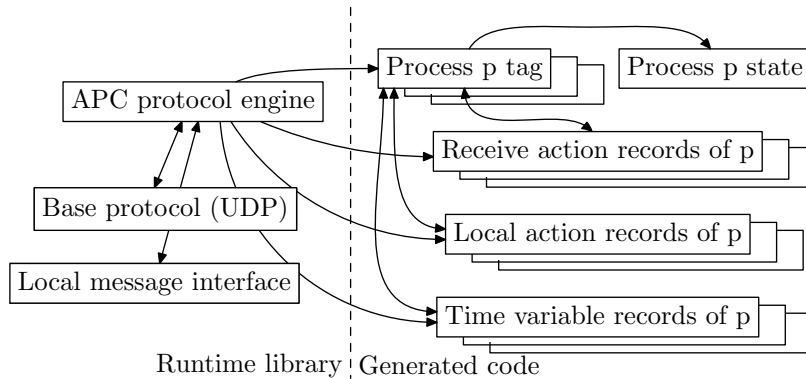 Process p tag
Process p state
APC protocol engine
Receive action records of p
Base protocol (UDP)
Local action records of p
Local message interface
Time variable records of p
Runtime library
Generated code